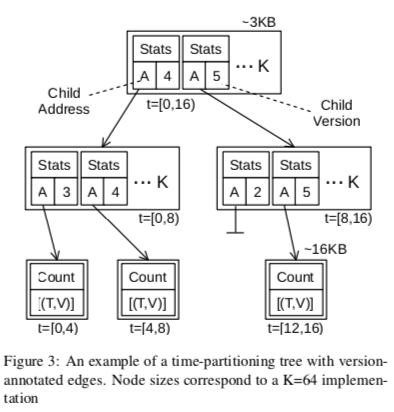 ~3KB
Stats Stats
A 4 A 5 ... K
Child
Address
t=[0,16)
Child
Version
Stats Stats
A 3 A 4 ... K
t=[0,8)
Stats Stats
A 2 A 5 ... K
t=[8,16)
~16KB
Count
[(T,V)]
t=[0,4)
Count
[(T,V)]
t=[4,8)
Count
[(T,V)]
t=[12,16)
Figure 3: An example of a time-partitioning tree with version-
annotated edges. Node sizes correspond to a K=64 implemen-
tation